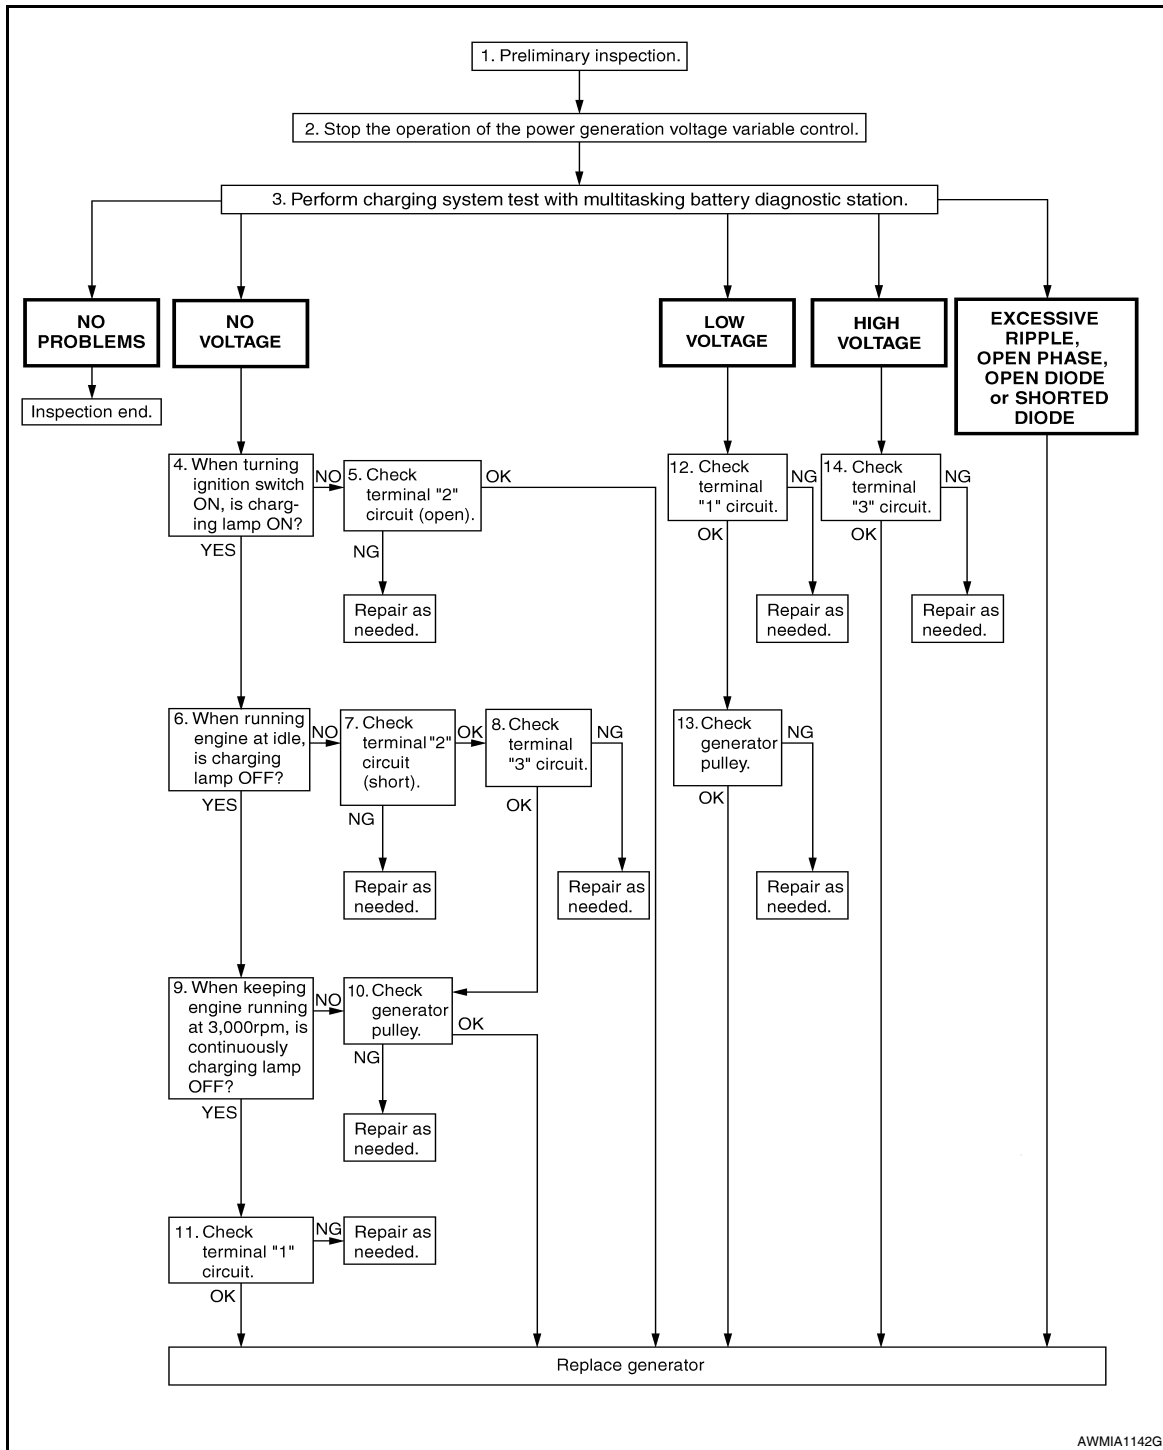 1. Preliminary inspection.
2. Stop the operation of the power generation voltage variable control.
3. Perform charging system test with multitasking battery diagnostic station.
NO
PROBLEMS
NO
VOLTAGE
LOW
VOLTAGE
HIGH
VOLTAGE
EXCESSIVE
RIPPLE,
OPEN PHASE,
OPEN DIODE
or SHORTED
DIODE
Inspection end.
4. When turning
ignition switch
ON, is charg-
ing lamp ON?
NO
YES
5. Check
terminal "2"
circuit (open).
OK
NG
Repair as
needed.
12. Check
terminal
"1" circuit.
NG
OK
Repair as
needed.
14. Check
terminal
"3" circuit.
NG
OK
Repair as
needed.
6. When running
engine at idle,
is charging
lamp OFF?
NO
YES
7. Check
terminal "2"
circuit
(short).
OK
NG
Repair as
needed.
8. Check
terminal
"3" circuit.
NG
OK
Repair as
needed.
13. Check
generator
pulley.
NG
OK
Repair as
needed.
9. When keeping
engine running
at 3,000rpm, is
continuously
charging lamp
OFF?
NO
YES
10. Check
generator
pulley.
OK
NG
Repair as
needed.
11. Check
terminal "1"
circuit.
NG
OK
Repair as
needed.
Replace generator
AWMIA1142G